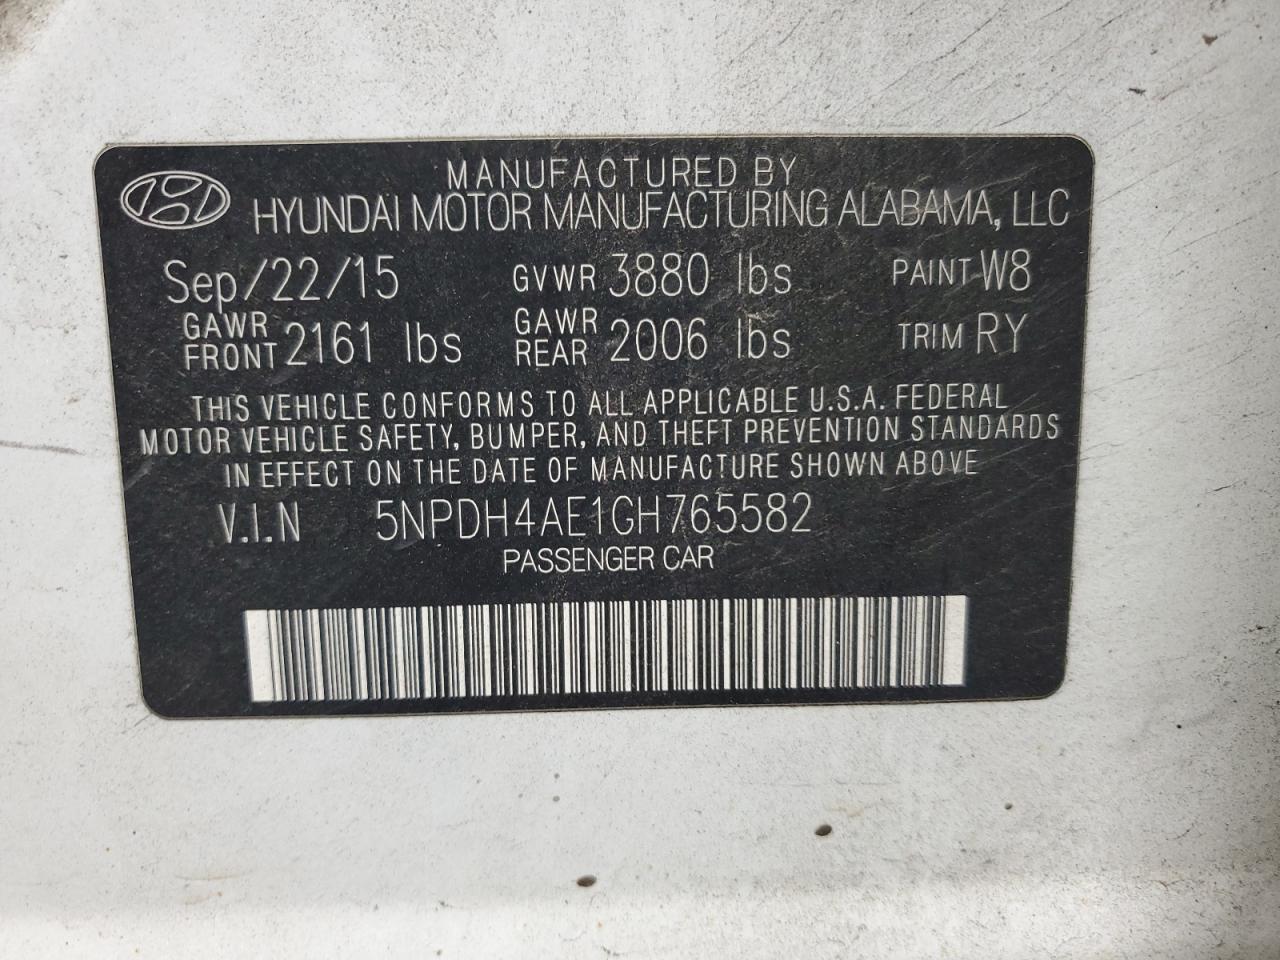 MANUFACTURED BY
HYUNDAI MOTOR MANUFACTURING ALABAMA, LLC
Sep/22/15 GVWR 3880 lbs PAINT W8
GAWR FRONT 2161 lbs GAWR REAR 2006 lbs TRIM RY
THIS VEHICLE CONFORMS TO ALL APPLICABLE U.S.A. FEDERAL
MOTOR VEHICLE SAFETY, BUMPER, AND THEFT PREVENTION STANDARDS
IN EFFECT ON THE DATE OF MANUFACTURE SHOWN ABOVE
V.I.N 5NPDH4AE1GH765582
PASSENGER CAR